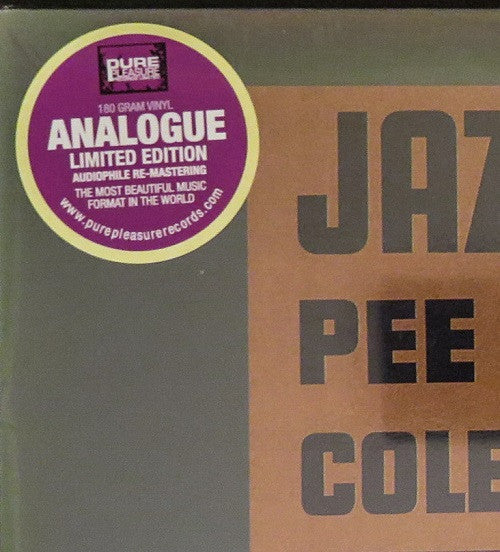 PURE
PLEASURE
180 GRAM VINYL
ANALOGUE
LIMITED EDITION
AUDIOPHILE RE-MASTERING
THE MOST BEAUTIFUL MUSIC
FORMAT IN THE WORLD
www.purepleasurerecords.com
JAZ
PEE
COLE